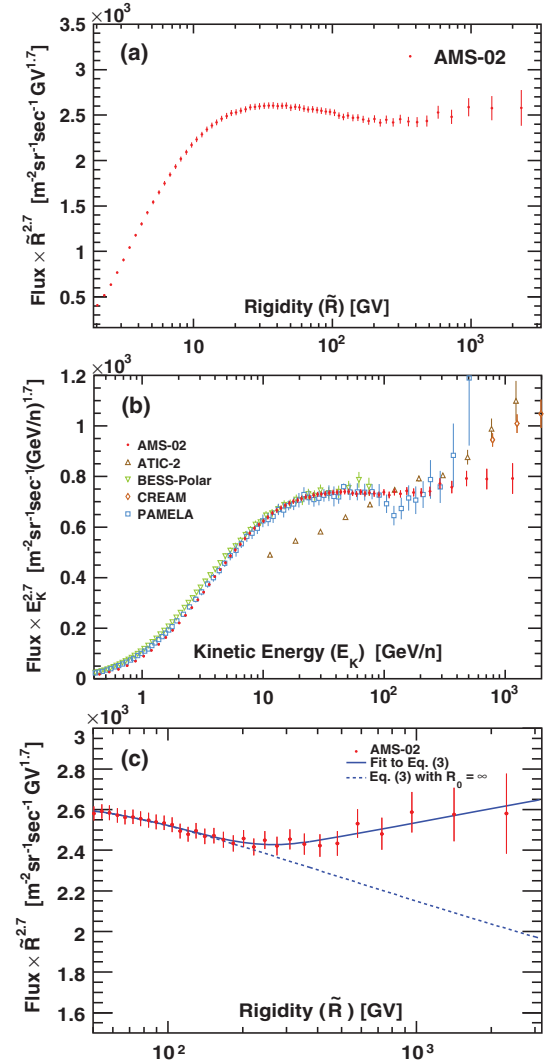 ×10³
3.5
3
2.5
2
1.5
1
0.5
Flux × R̃²·⁷ [m⁻²sr⁻¹sec⁻¹ GV¹·⁷]
(a)
AMS-02
Rigidity (R̃) [GV]
10
10²
10³
×10³
1.2
1
0.8
0.6
0.4
0.2
0
Flux × E_K²·⁷ [m⁻²sr⁻¹sec⁻¹(GeV/n)¹·⁷]
(b)
AMS-02
ATIC-2
BESS-Polar
CREAM
PAMELA
Kinetic Energy (E_K) [GeV/n]
1
10
10²
10³
×10³
3
2.8
2.6
2.4
2.2
2
1.8
1.6
Flux × R̃²·⁷ [m⁻²sr⁻¹sec⁻¹ GV¹·⁷]
(c)
AMS-02
Fit to Eq. (3)
Eq. (3) with R₀ = ∞
Rigidity (R̃ ) [GV]
10²
10³